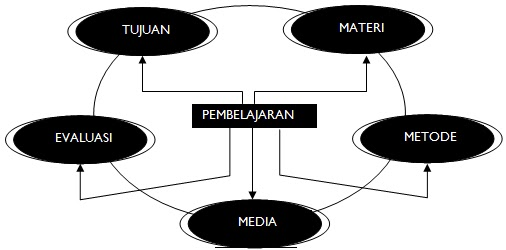 TUJUAN
MATERI
PEMBELAJARAN
EVALUASI
METODE
MEDIA